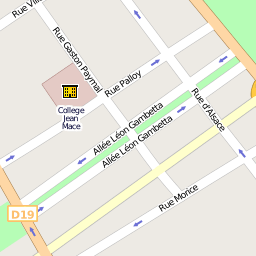 Rue Vil
Rue Gaston Paymal
Rue Palloy
College
Jean
Mace
Rue d'Alsace
Allée Léon Gambetta
Allée Léon Gambetta
D19
Rue Morice